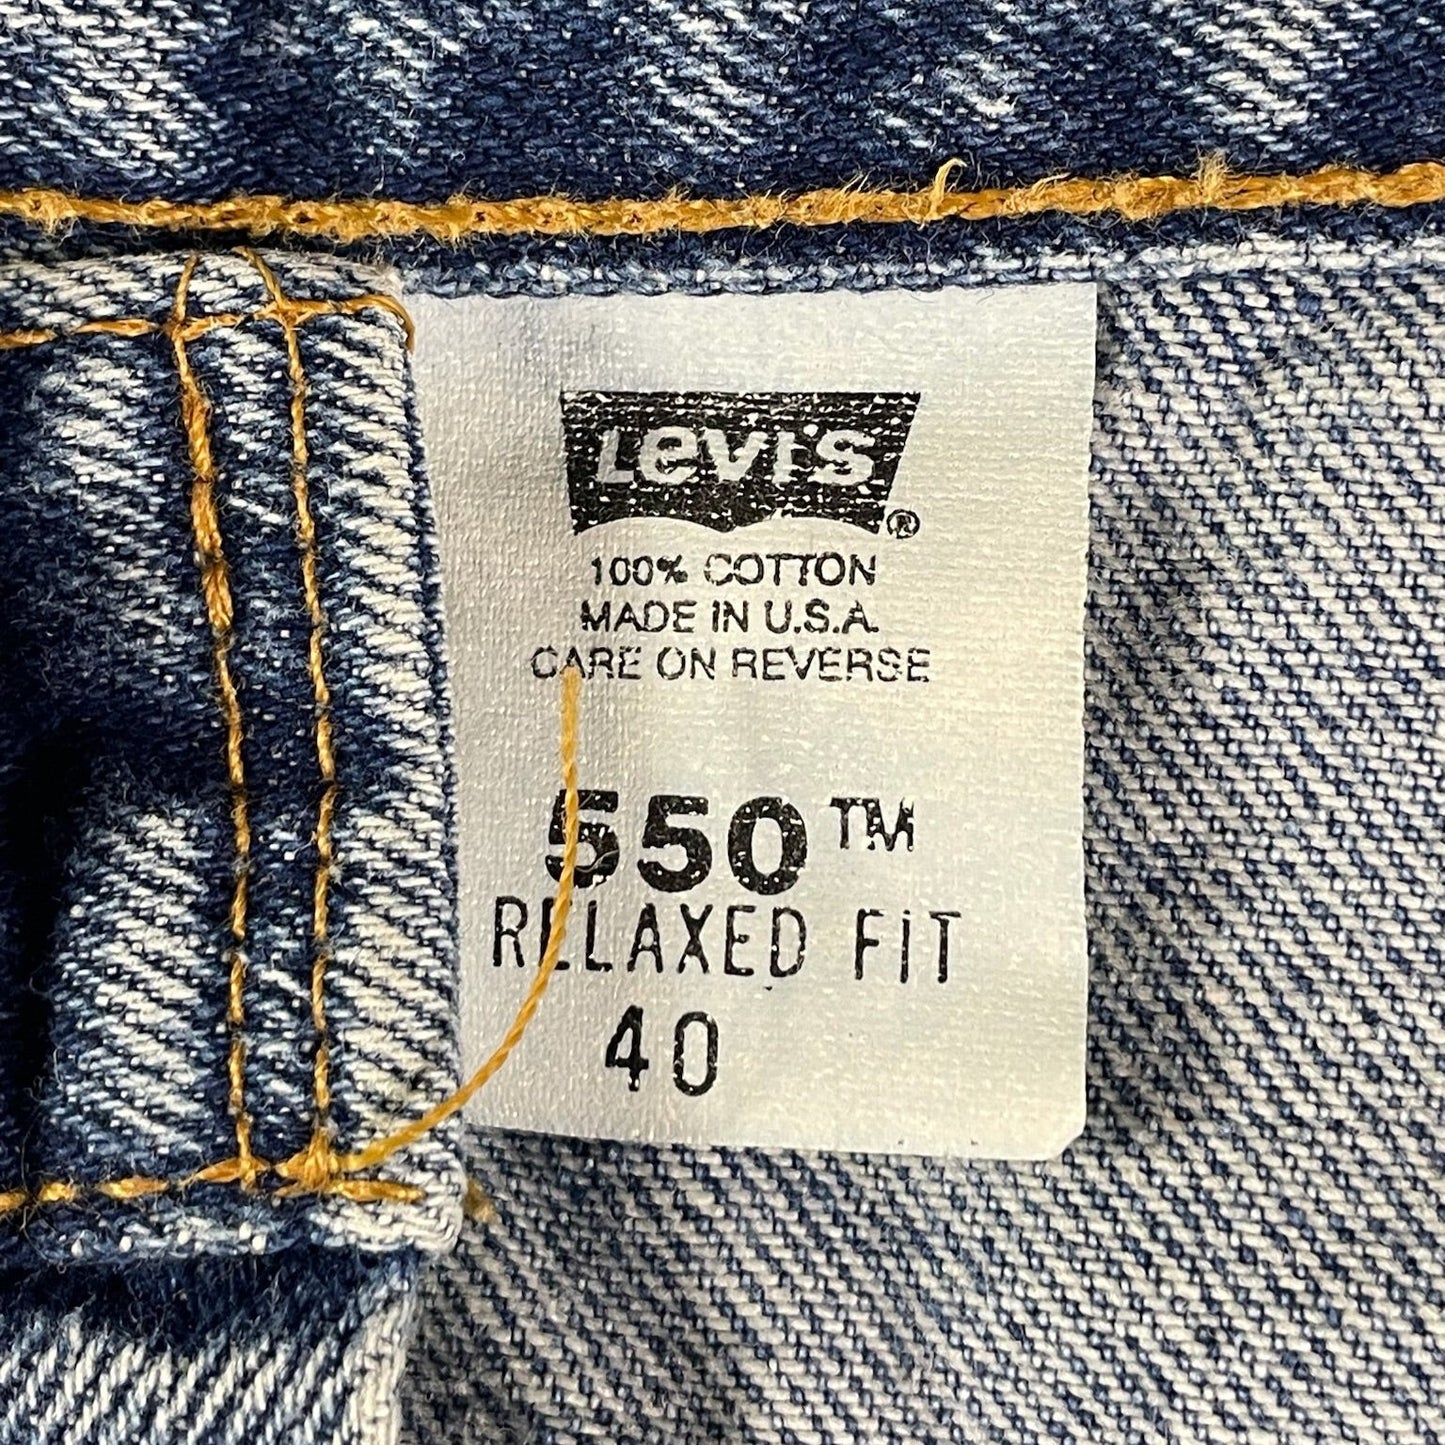 Levi's ®
100% COTTON
MADE IN U.S.A.
CARE ON REVERSE
550™
RELAXED FIT
40